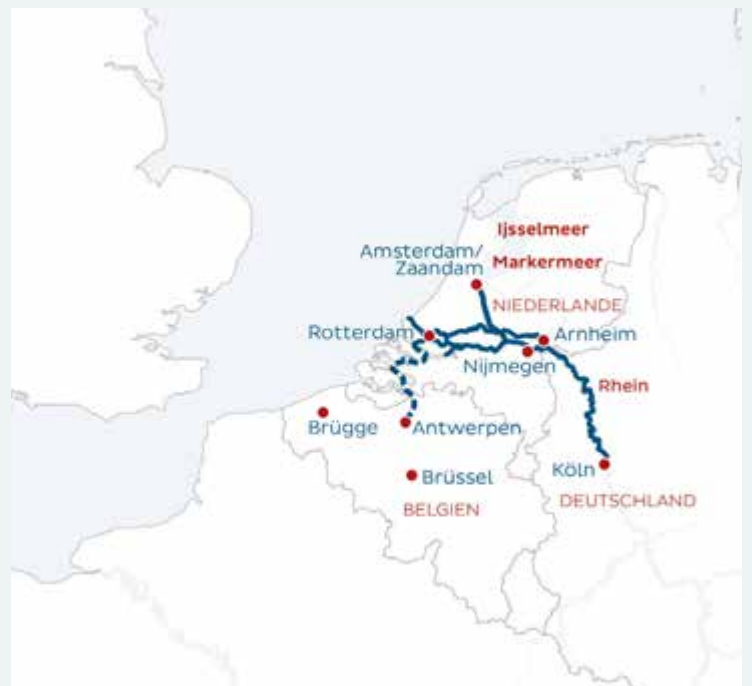 Ijsselmeer
Amsterdam/
Zaandam
Markermeer
NIEDERLANDE
Rotterdam
Arnheim
Nijmegen
Rhein
Brügge
Antwerpen
Köln
Brüssel
DEUTSCHLAND
BELGIEN